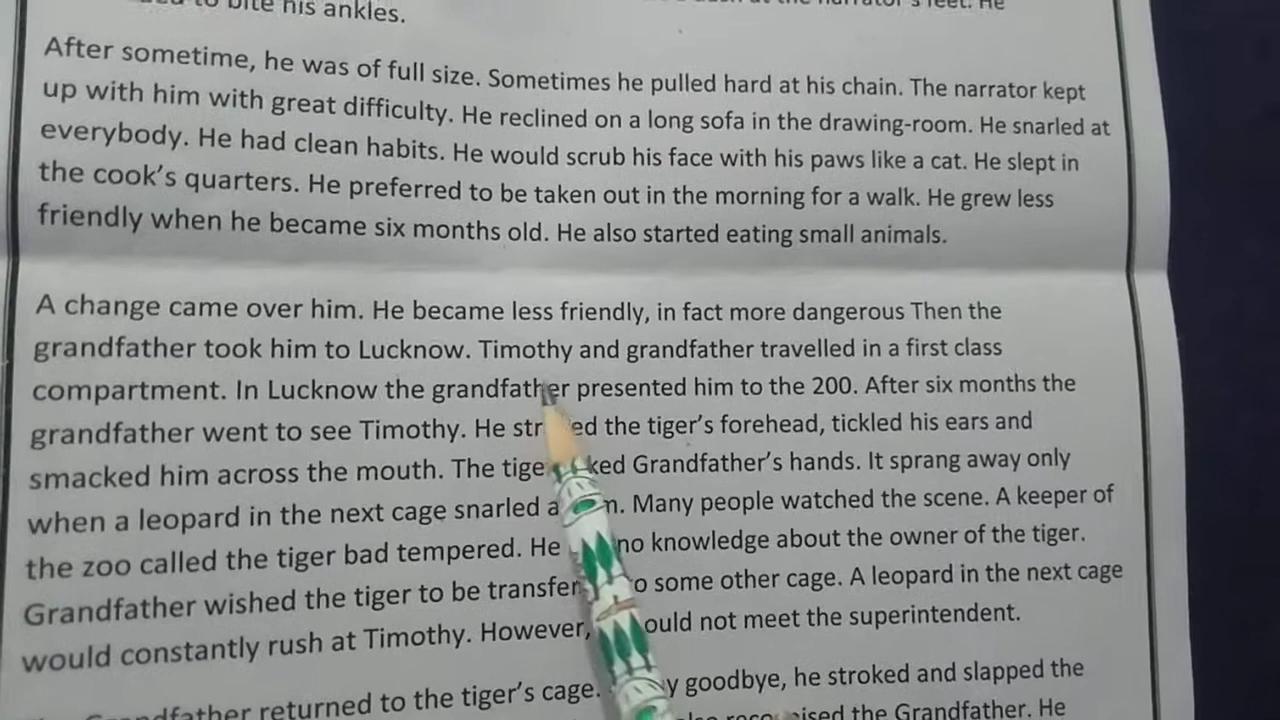 to bite his ankles.
After sometime, he was of full size. Sometimes he pulled hard at his chain. The narrator kept
up with him with great difficulty. He reclined on a long sofa in the drawing-room. He snarled at
everybody. He had clean habits. He would scrub his face with his paws like a cat. He slept in
the cook's quarters. He preferred to be taken out in the morning for a walk. He grew less
friendly when he became six months old. He also started eating small animals.
A change came over him. He became less friendly, in fact more dangerous Then the
grandfather took him to Lucknow. Timothy and grandfather travelled in a first class
compartment. In Lucknow the grandfather presented him to the 200. After six months the
grandfather went to see Timothy. He the tiger's forehead, tickled his ears and
smacked him across the mouth. The Grandfather's hands. It sprang away only
when a leopard in the next cage snarled Many people watched the scene. A keeper of
the zoo called the tiger bad tempered. He no knowledge about the owner of the tiger.
Grandfather wished the tiger to be some other cage. A leopard in the next cage
would constantly rush at Timothy. However, not meet the superintendent.
returned to the tiger's cage. goodbye, he stroked and slapped the
the Grandfather. He